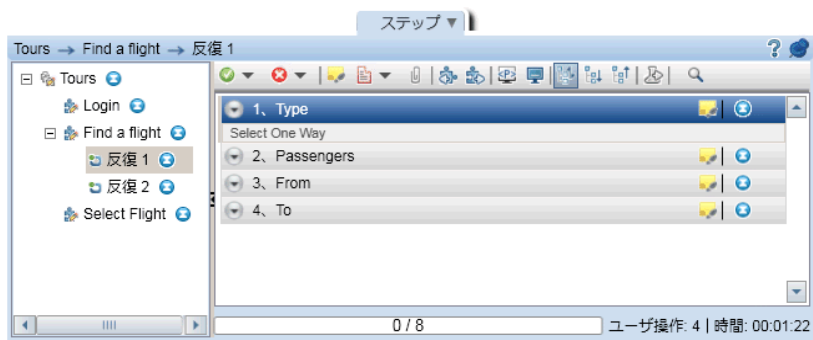 ステップ
Tours → Find a flight → 反復 1
Tours
Login
Find a flight
反復 1
反復 2
Select Flight
1、Type
Select One Way
2、Passengers
3、From
4、To
0 / 8
ユーザ操作: 4 | 時間: 00:01:22